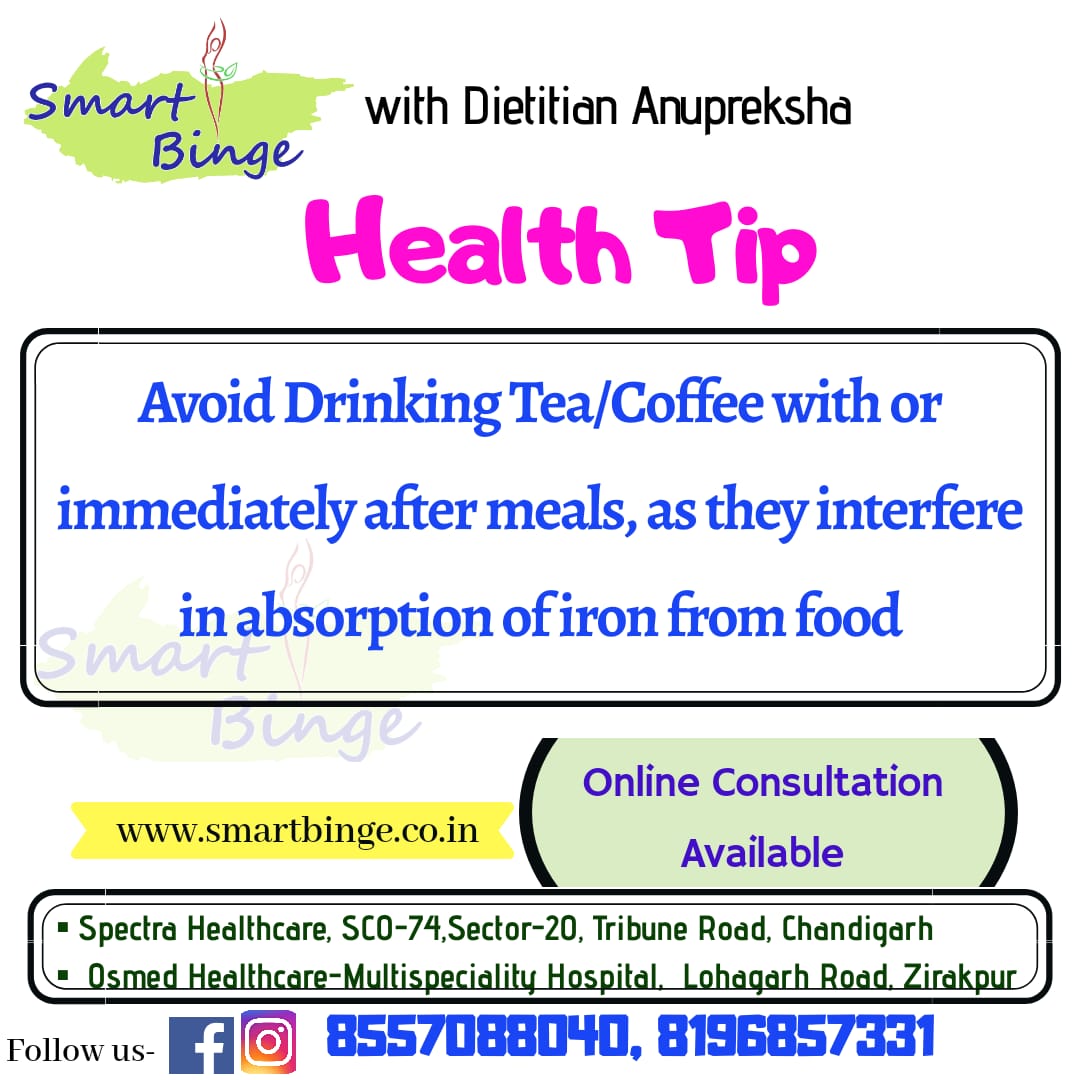 Smart
Binge
with Dietitian Anupreksha
Health Tip
Avoid Drinking Tea/Coffee with or
immediately after meals, as they interfere
in absorption of iron from food
Smart
Binge
Online Consultation
Available
www.smartbinge.co.in
▪ Spectra Healthcare, SCO-74,Sector-20, Tribune Road, Chandigarh
▪ Osmed Healthcare-Multispeciality Hospital, Lohagarh Road, Zirakpur
Follow us- 8557088040, 8196857331